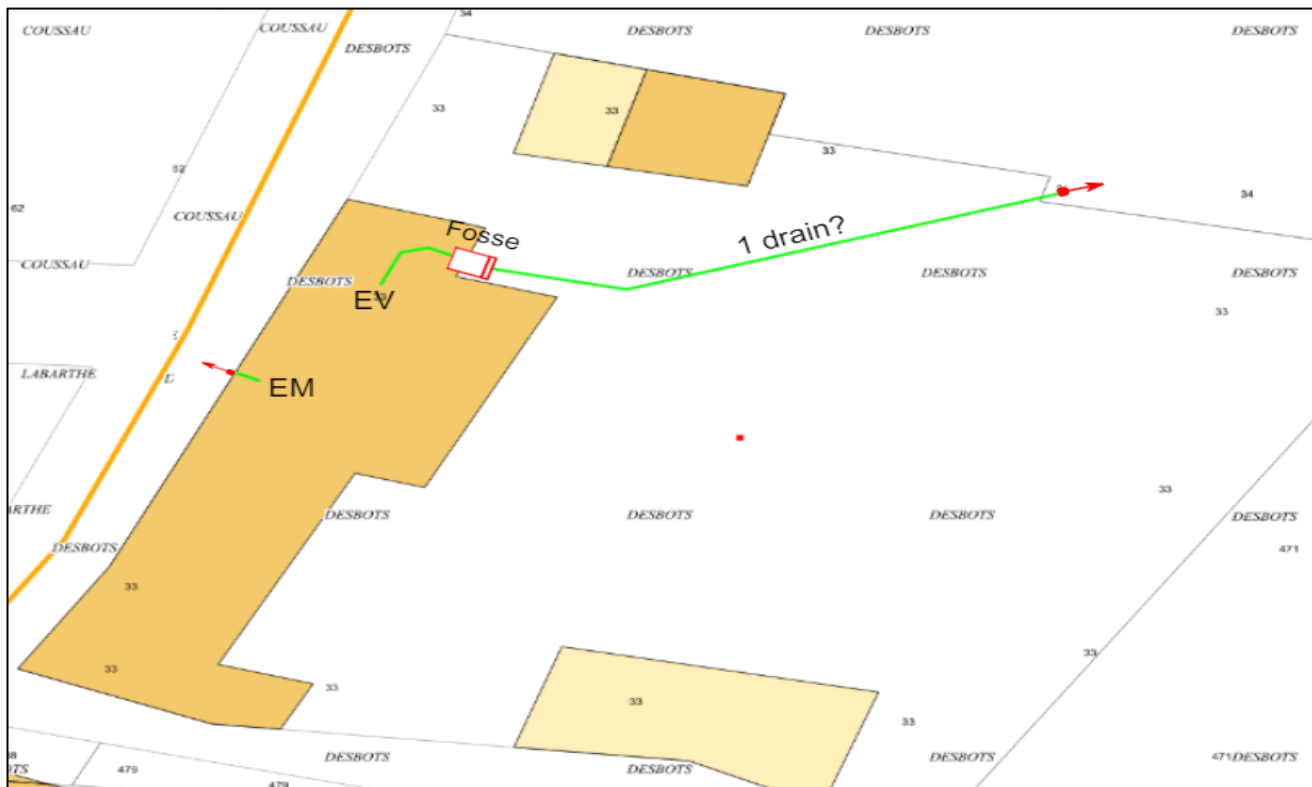 34
COUSSAU COUSSAU DESBOTS DESBOTS DESBOTS
DESBOTS
33 33
33
62
34
62
COUSSAU
Fosse
1 drain?
COUSSAU DESBOTS DESBOTS DESBOTS DESBOTS
EV
33
LABARTHE
EM
33
ARTHE DESBOTS DESBOTS DESBOTS
DESBOTS 471
33
33
33 33 33
33
DESBOTS DESBOTS DESBOTS 471 DESBOTS
479
479